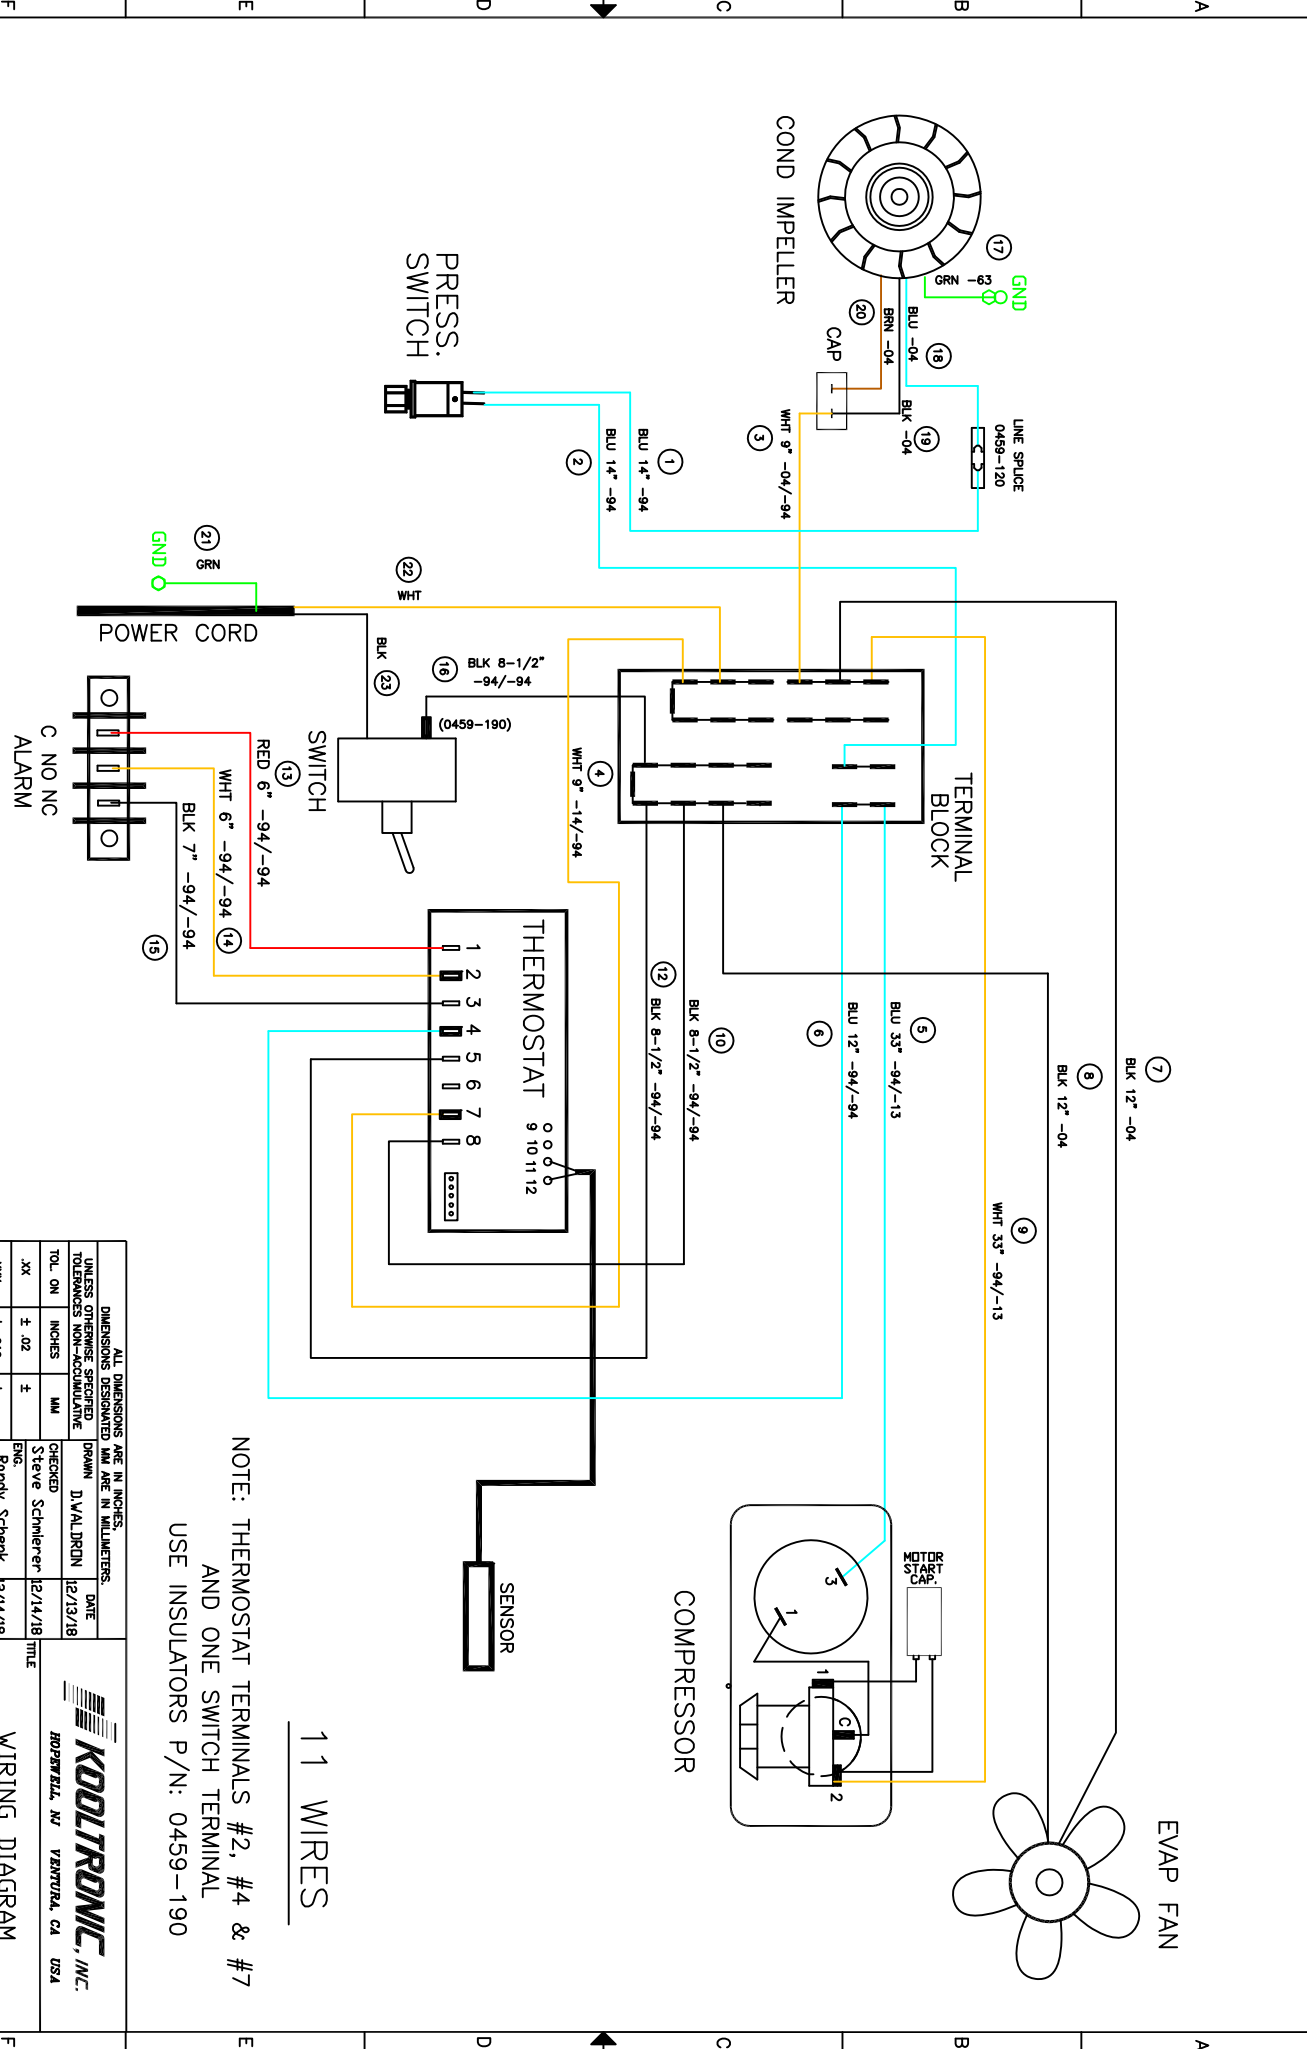 F
E
D
C
B
A
EVAP FAN
7
BLK 12" -04
8
BLK 12" -04
9
WHT 33" -94/-13
17
GND
GRN -63
LINE SPLICE
0459-120
18
BLU -04
19
BLK -04
BRN -04
20
COND IMPELLER
CAP
3
WHT 9" -04/-94
TERMINAL
BLOCK
5
BLU 33" -94/-13
6
BLU 12" -94/-94
MOTOR
START
CAP.
3
1
1
C
2
COMPRESSOR
10
BLK 8-1/2" -94/-94
12
BLK 8-1/2" -94/-94
1
BLU 14" -94
BLU 14" -94
2
4
WHT 9" -14/-94
PRESS.
SWITCH
THERMOSTAT
9 10 11 12
1 2 3 4 5 6 7 8
SENSOR
BLK 8-1/2"
-94/-94
16
(0459-190)
22
WHT
BLK
23
SWITCH
21
GRN
GND
POWER CORD
13
RED 6" -94/-94
WHT 6" -94/-94
14
BLK 7" -94/-94
15
C NO NC
ALARM
11 WIRES
NOTE: THERMOSTAT TERMINALS #2, #4 & #7
AND ONE SWITCH TERMINAL
USE INSULATORS P/N: 0459-190
ALL DIMENSIONS ARE IN INCHES,
DIMENSIONS DESIGNATED MM ARE IN MILLIMETERS.
UNLESS OTHERWISE SPECIFIED
TOLERANCES NON-ACCUMULATIVE
TOL. ON INCHES MM
.XX ± .02 ±
DRAWN DATE
D.WALDRON 12/13/18
CHECKED
Steve Schmierer 12/14/18
ENG.
KOOLTRONIC, INC.
HOPEWELL, NJ VENTURA, CA USA
TITLE
WIRING DIAGRAM
F
E
D
C
B
A